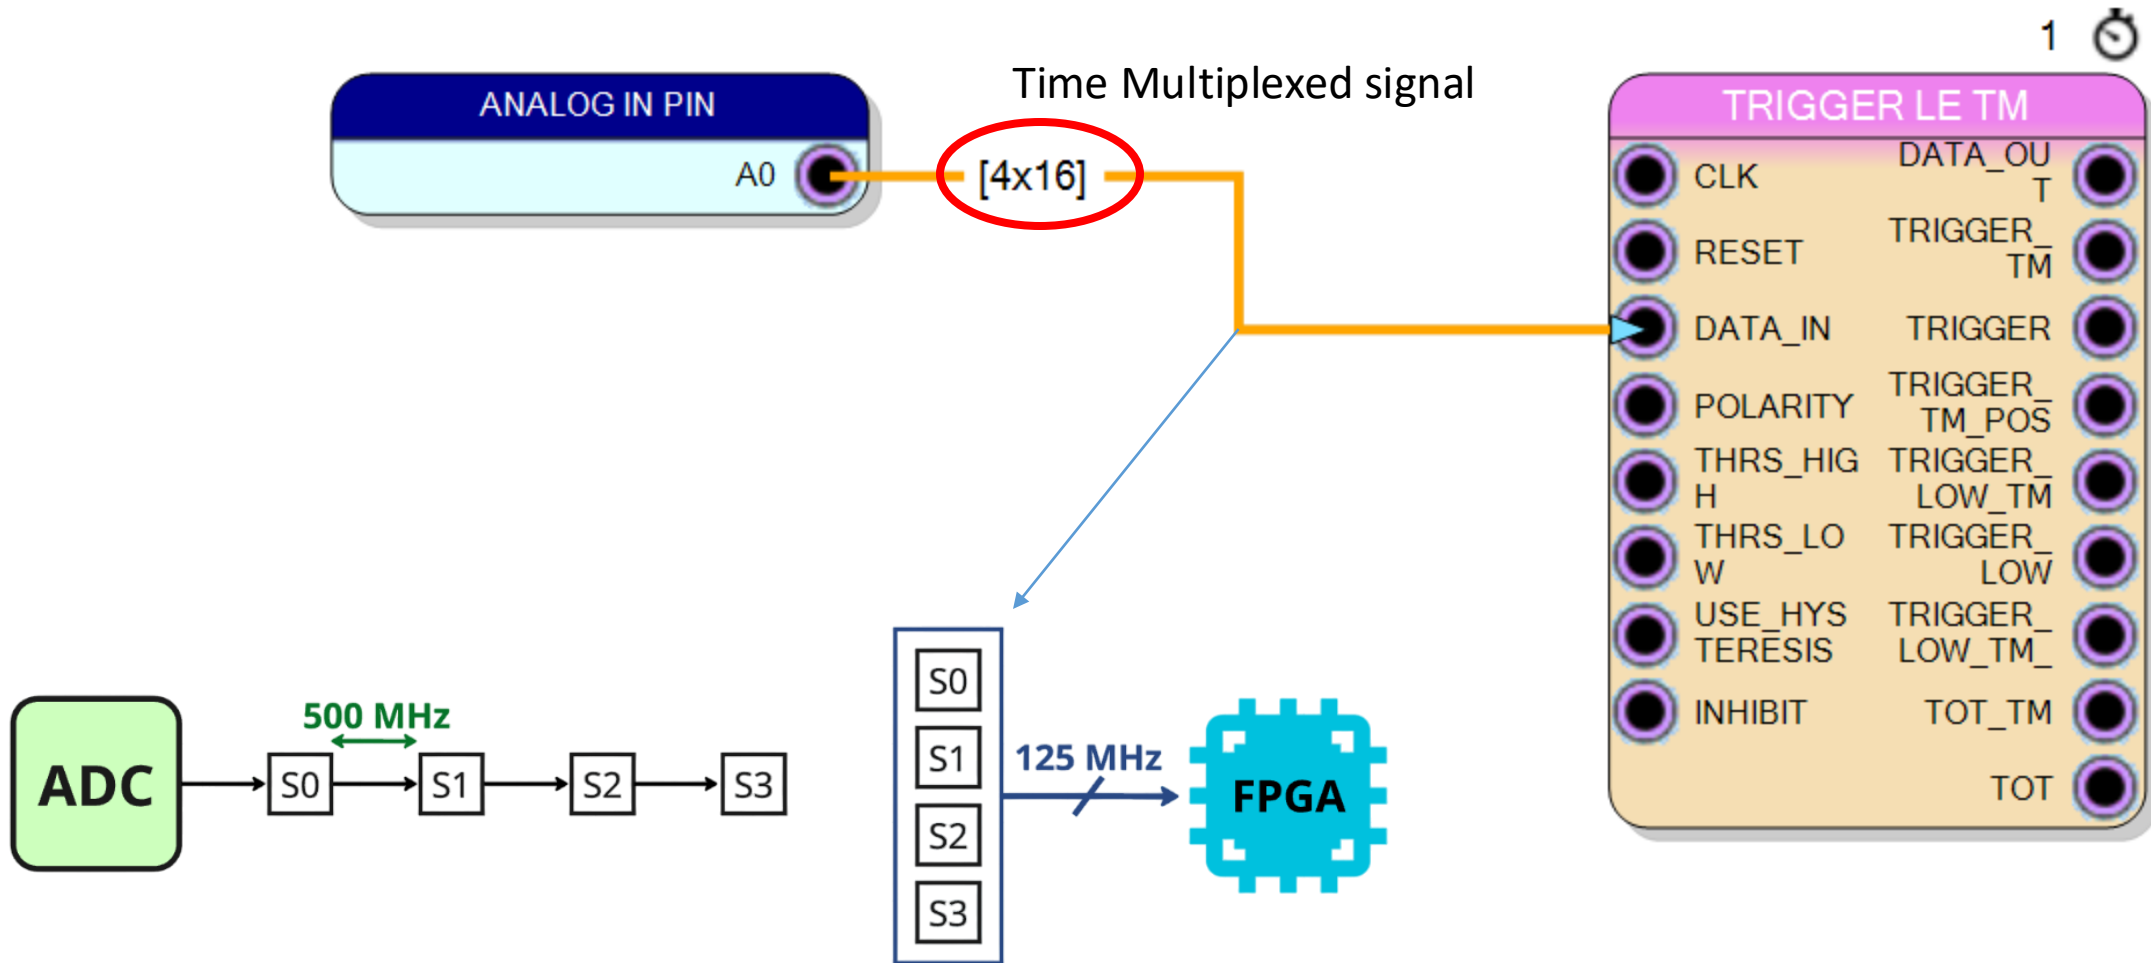 1
Time Multiplexed signal
ANALOG IN PIN
A0
[4x16]
TRIGGER LE TM
CLK
RESET
DATA_IN
POLARITY
THRS_HIG
H
THRS_LO
W
USE_HYS
TERESIS
INHIBIT
DATA_OU
T
TRIGGER_
TM
TRIGGER
TRIGGER_
TM_POS
TRIGGER_
LOW_TM
TRIGGER_
LOW
TRIGGER_
LOW_TM_
TOT_TM
TOT
ADC
500 MHz
S0
S1
S2
S3
S0
S1
S2
S3
125 MHz
FPGA